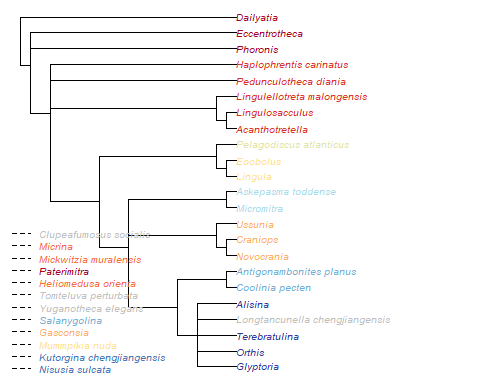 Dailyatia
Eccentrotheca
Phoronis
Haplophrentis carinatus
Pedunculotheca diania
Lingulellotreta malongensis
Lingulosacculus
Acanthotretella
Pelagodiscus atlanticus
Eoobolus
Lingula
Askepasma toddense
Micromitra
Ussunia
Craniops
Novocrania
Antigonambonites planus
Coolinia pecten
Alisina
Longtancunella chengjiangensis
Terebratulina
Orthis
Glyptoria
Clupeafumosus socialis
Micrina
Mickwitzia muralensis
Paterimitra
Heliomedusa orienta
Tomteluva perturbata
Yuganotheca elegans
Salanygolina
Gasconsia
Mummpikia nuda
Kutorgina chengjiangensis
Nisusia sulcata